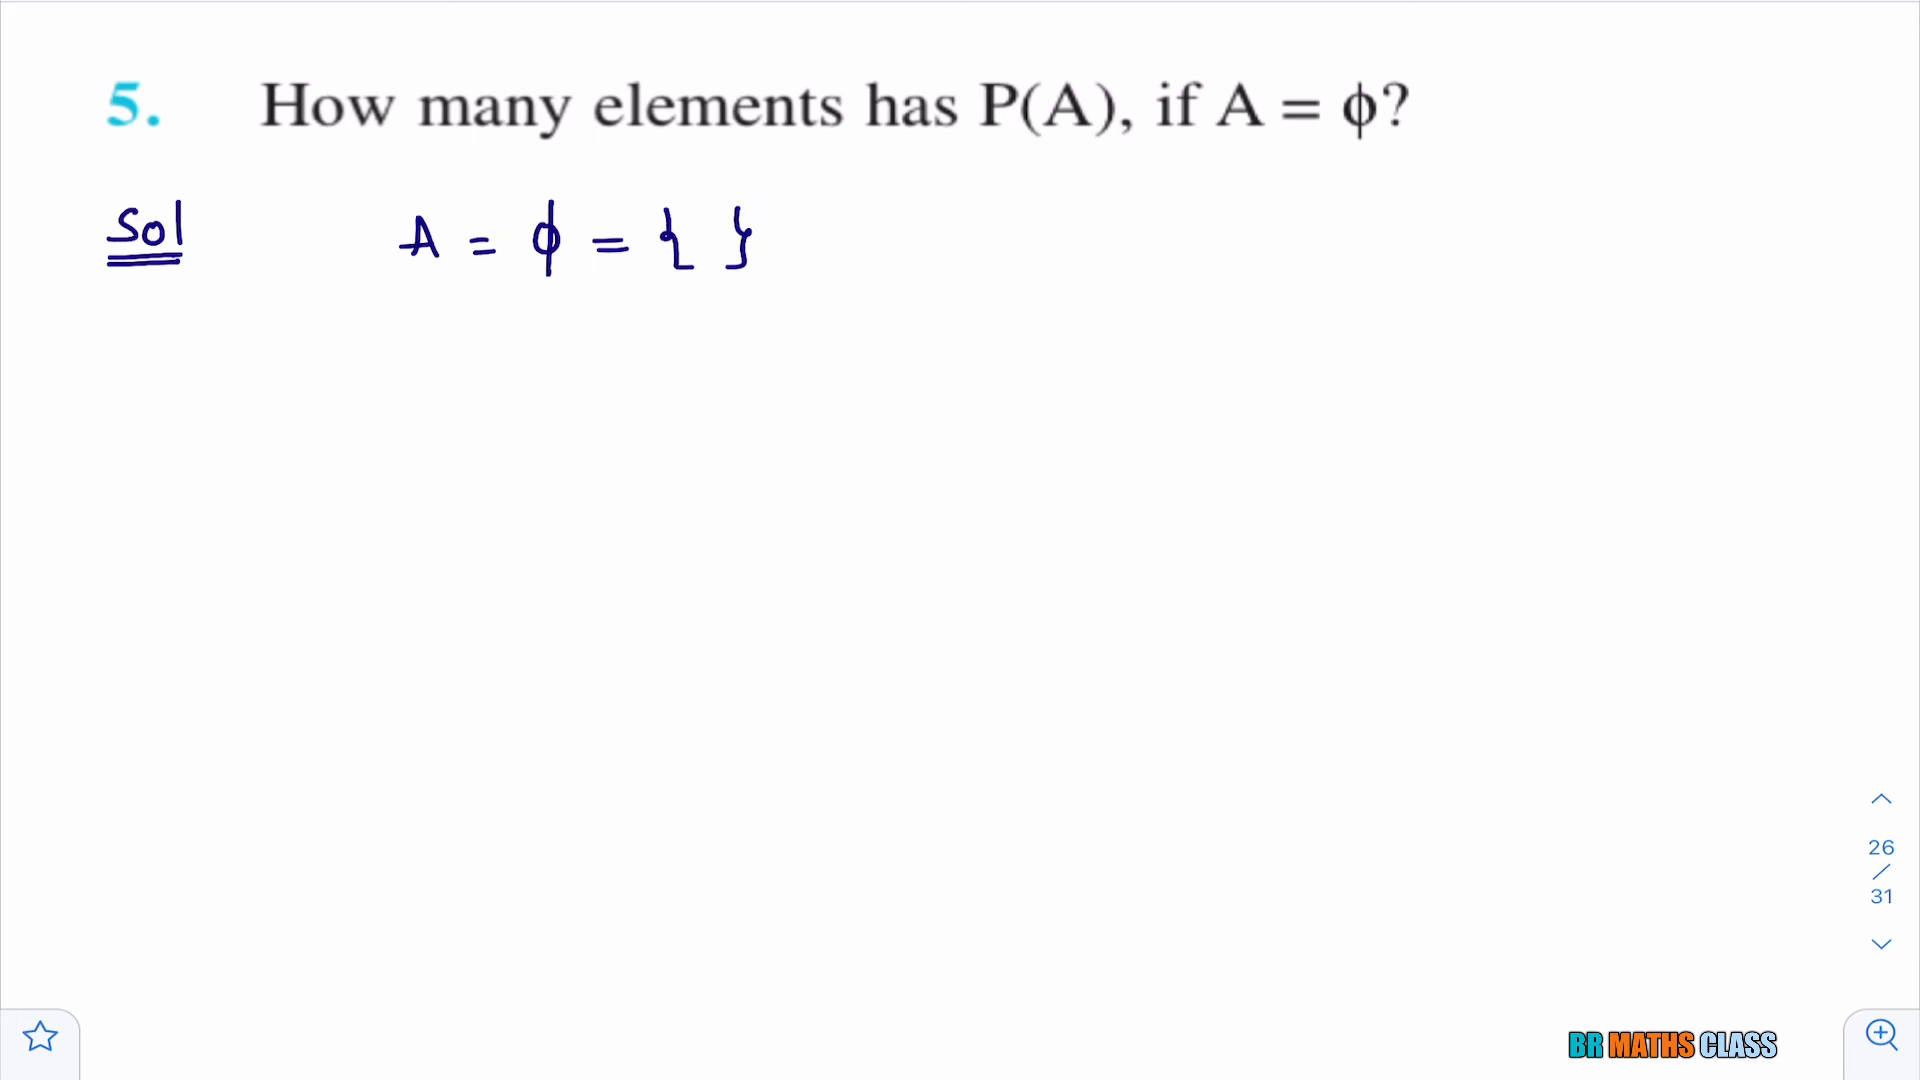 5. How many elements has P(A), if A = ϕ?
Sol A = ϕ = { }
26
/
31
BR MATHS CLASS